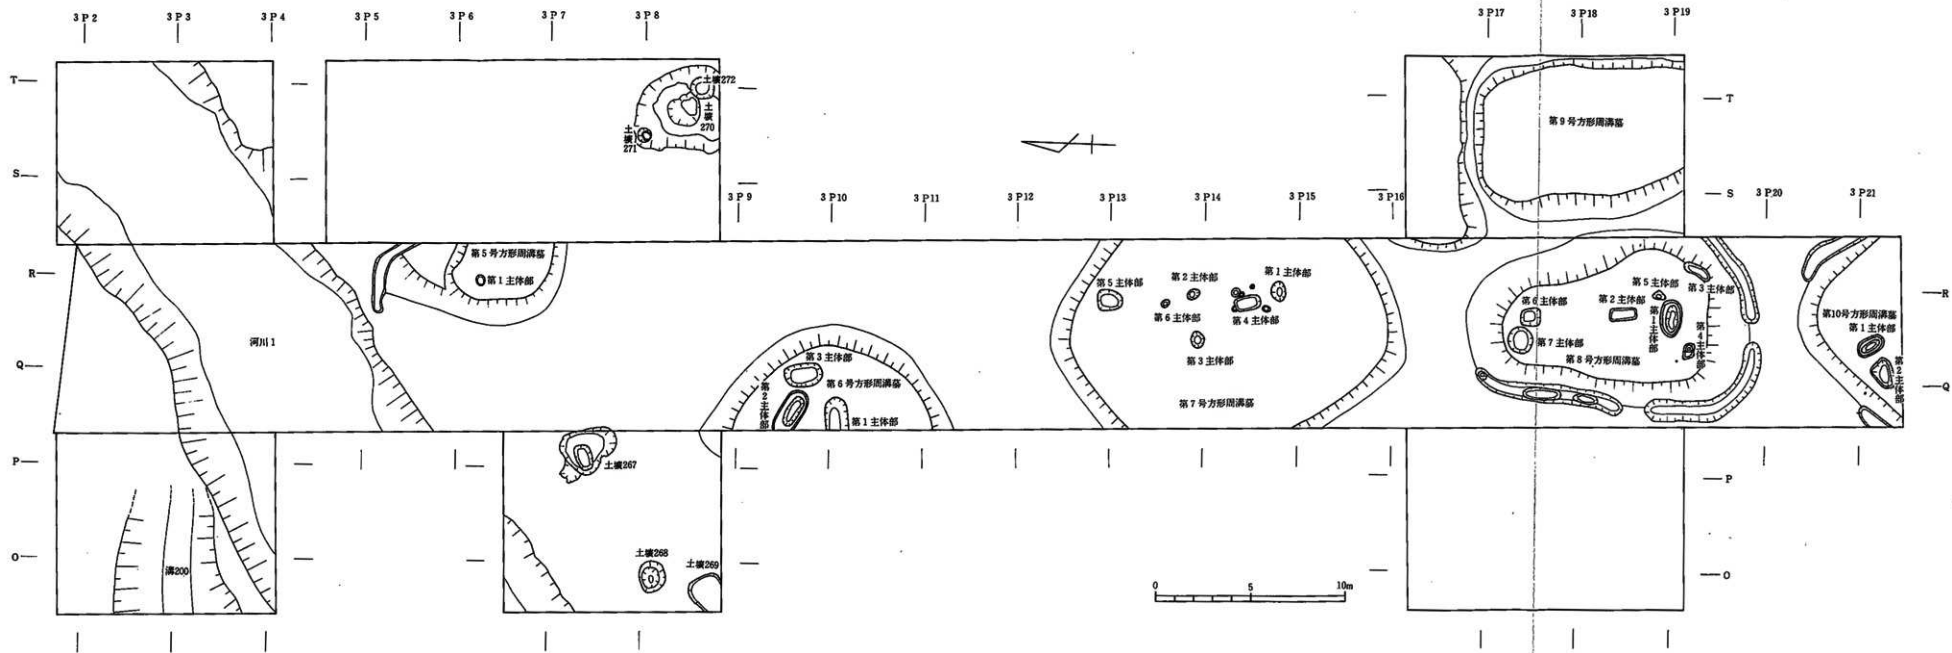 3P2 3P3 3P4 3P5 3P6 3P7 3P8 3P17 3P18 3P19
T
土壙272
土壙270
土壙271
T
第9号方形周溝墓
S
3P9 3P10 3P11 3P12 3P13 3P14 3P15 3P16
S
3P20 3P21
R
第5号方形周溝墓
第1主体部
第5主体部
第2主体部
第1主体部
第6主体部
第4主体部
第3主体部
第7号方形周溝墓
第5主体部
第3主体部
第6主体部
第2主体部
第1主体部
第7主体部
第4主体部
第8号方形周溝墓
R
第10号方形周溝墓
第1主体部
第2主体部
河川1
Q
第3主体部
第6号方形周溝墓
第2主体部
第1主体部
Q
P
土壙267
P
O
溝200
土壙268
土壙269
O
0 5 10m